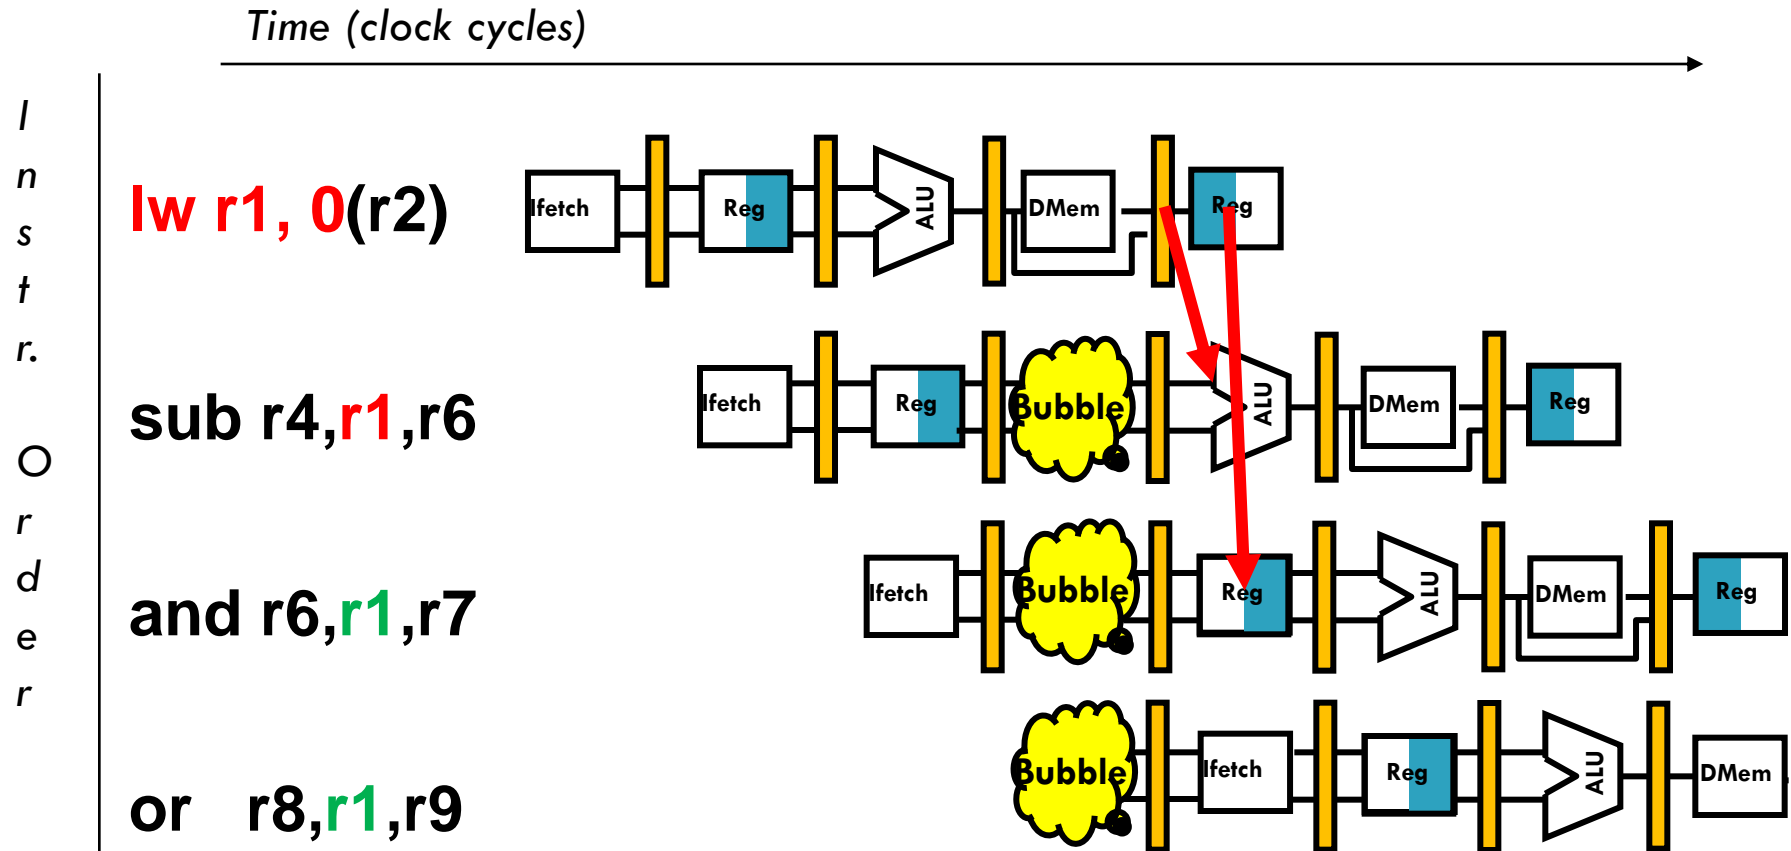 Time (clock cycles)
Instr. Order
lw r1, 0(r2)
Ifetch Reg ALU DMem Reg
sub r4,r1,r6
Ifetch Reg Bubble ALU DMem Reg
and r6,r1,r7
Ifetch Bubble Reg ALU DMem Reg
or r8,r1,r9
Bubble Ifetch Reg ALU DMem